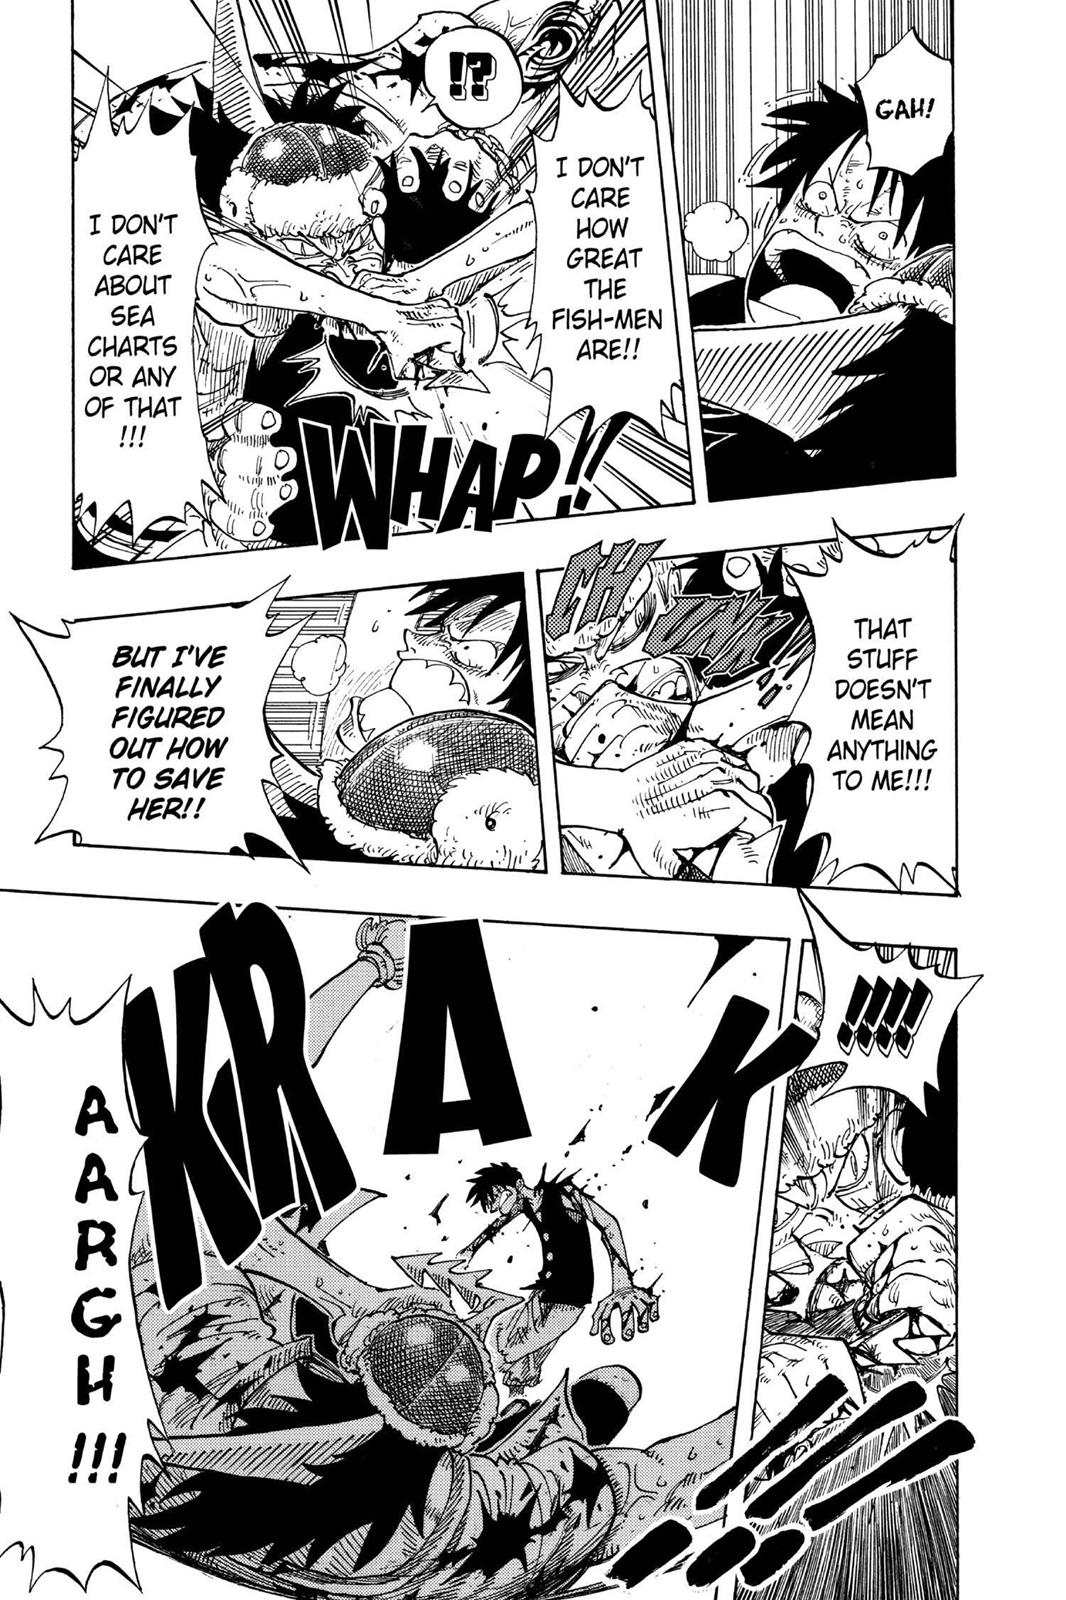 GAH!
!?
I DON'T
CARE
HOW
GREAT
THE
FISH-MEN
ARE!!
I DON'T
CARE
ABOUT
SEA
CHARTS
OR ANY
OF THAT
!!!
WHAP!!
CHUNK!!
THAT
STUFF
DOESN'T
MEAN
ANYTHING
TO ME!!!
BUT I'VE
FINALLY
FIGURED
OUT HOW
TO SAVE
HER!!
!!!!!
KRAK
!!!
AARGH!!!